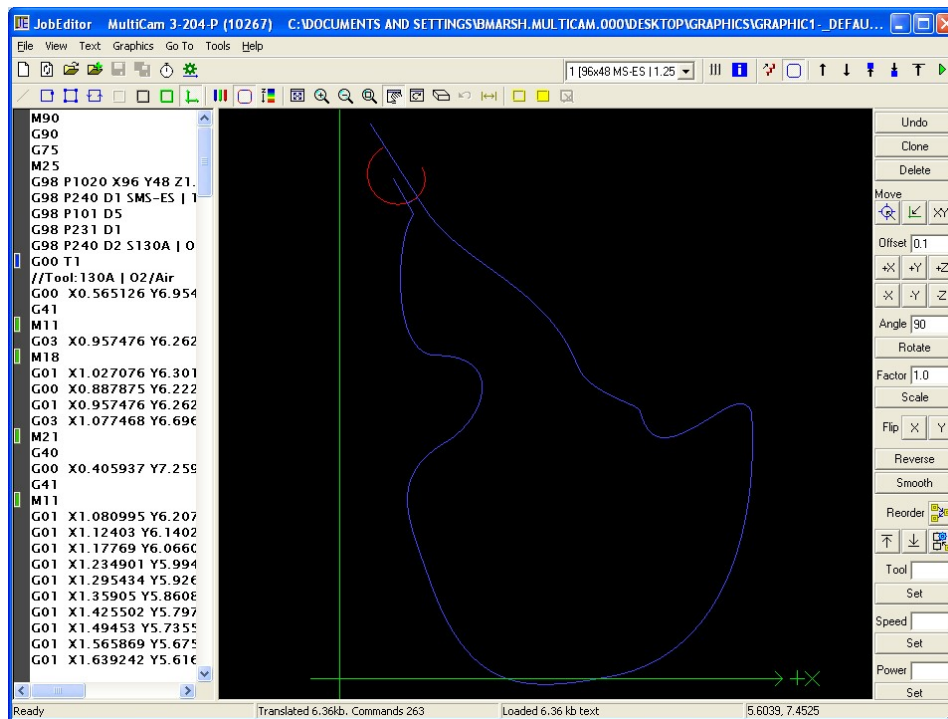 JobEditor MultiCam 3-204-P (10267) C:\DOCUMENTS AND SETTINGS\BMARSH.MULTICAM.000\DESKTOP\GRAPHICS\GRAPHIC1-_DEFAU...
File View Text Graphics Go To Tools Help
1 [96x48 MS-ES | 1.25
M90
G90
G75
M25
G98 P1020 X96 Y48 Z1.
G98 P240 D1 SMS-ES | 1
G98 P101 D5
G98 P231 D1
G98 P240 D2 S130A | O
G00 T1
//Tool:130A | O2/Air
G00 X0.565126 Y6.954
G41
M11
G03 X0.957476 Y6.262
M18
G01 X1.027076 Y6.301
G00 X0.887875 Y6.222
G01 X0.957476 Y6.262
G03 X1.077468 Y6.696
M21
G40
G00 X0.405937 Y7.259
G41
M11
G01 X1.080995 Y6.207
G01 X1.12403 Y6.1402
G01 X1.17769 Y6.0660
G01 X1.234901 Y5.994
G01 X1.295434 Y5.926
G01 X1.35905 Y5.8608
G01 X1.425502 Y5.797
G01 X1.49453 Y5.7355
G01 X1.565869 Y5.675
G01 X1.639242 Y5.616
+X
Undo
Clone
Delete
Move
XY
Offset 0.1
+X +Y +Z
-X -Y -Z
Angle 90
Rotate
Factor 1.0
Scale
Flip X Y
Reverse
Smooth
Reorder
Tool
Set
Speed
Set
Power
Set
Ready Translated 6.36kb. Commands 263 Loaded 6.36 kb text 5.6039, 7.4525